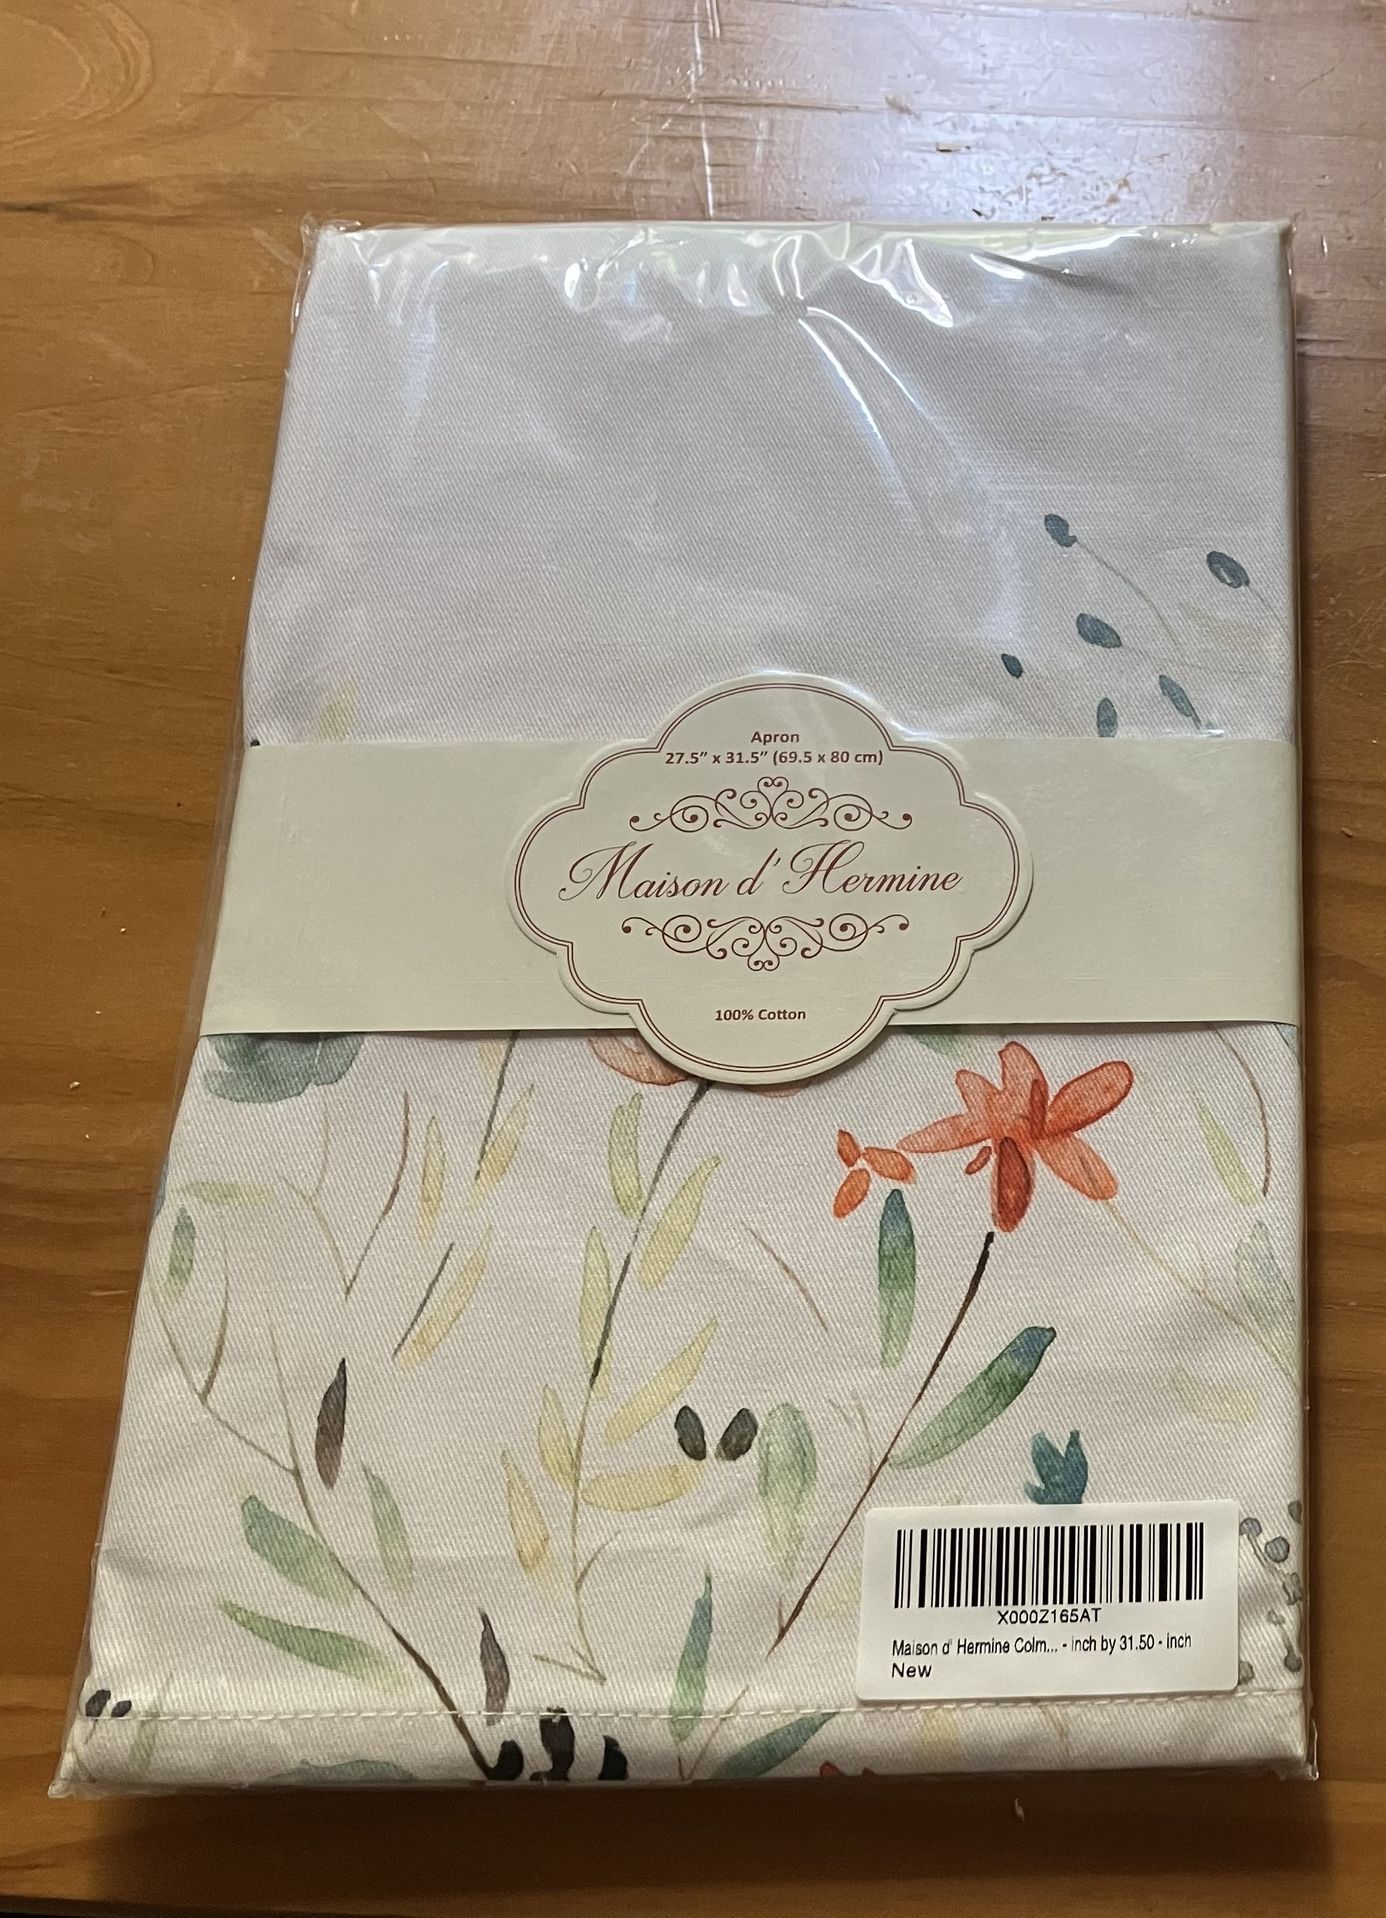 Apron
27.5” x 31.5” (69.5 x 80 cm)
Maison d' Hermine
100% Cotton
X000Z165AT
Maison d' Hermine Colm... - inch by 31.50 - inch
New